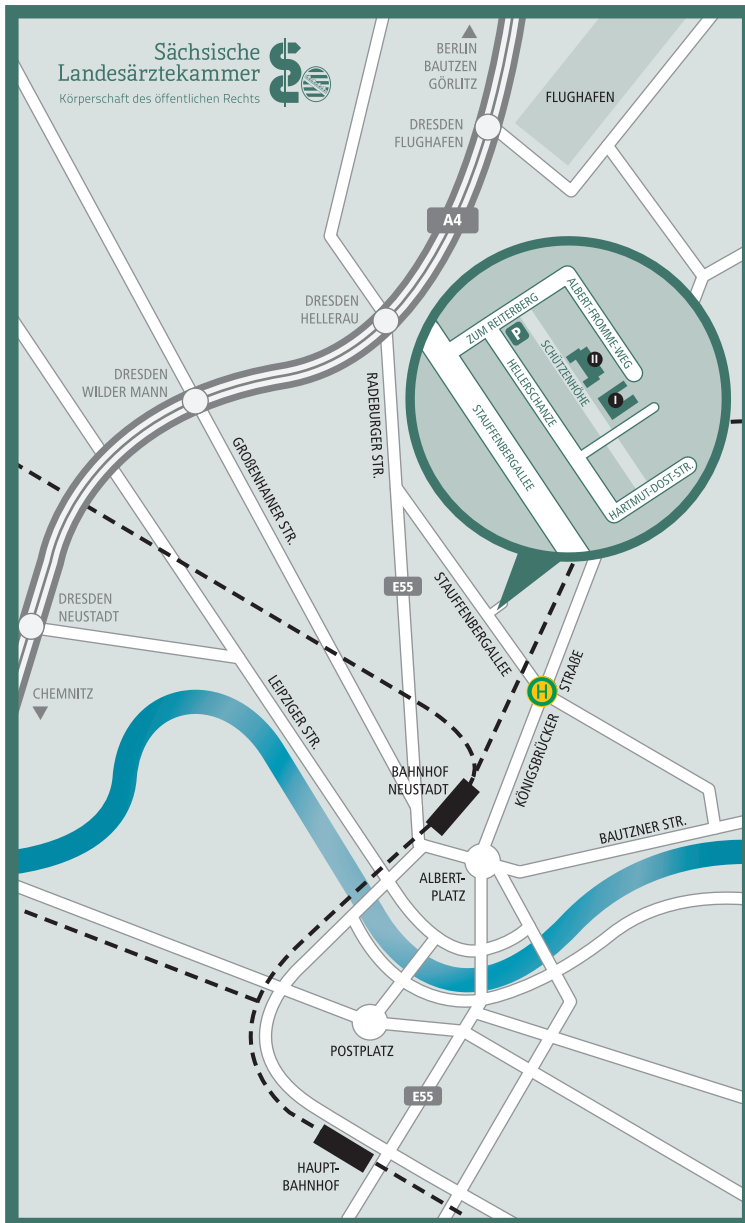 Sächsische
Landesärztekammer
Körperschaft des öffentlichen Rechts
BERLIN
BAUTZEN
GÖRLITZ
FLUGHAFEN
DRESDEN
FLUGHAFEN
A4
DRESDEN
HELLERAU
ZUM REITERBERG
ALBERT-FROMME-WEG
P
SCHÜTZENHÖHE
II
I
HELLERSCHANZE
STAUFFENBERGALLEE
HARTMUT-DOST-STR.
DRESDEN
WILDER MANN
RADEBURGER STR.
GROßENHAINER STR.
E55
STAUFFENBERGALLEE
DRESDEN
NEUSTADT
CHEMNITZ
LEIPZIGER STR.
H
KÖNIGSBRÜCKER STRAßE
BAHNHOF
NEUSTADT
BAUTZNER STR.
ALBERT-
PLATZ
POSTPLATZ
E55
HAUPT-
BAHNHOF